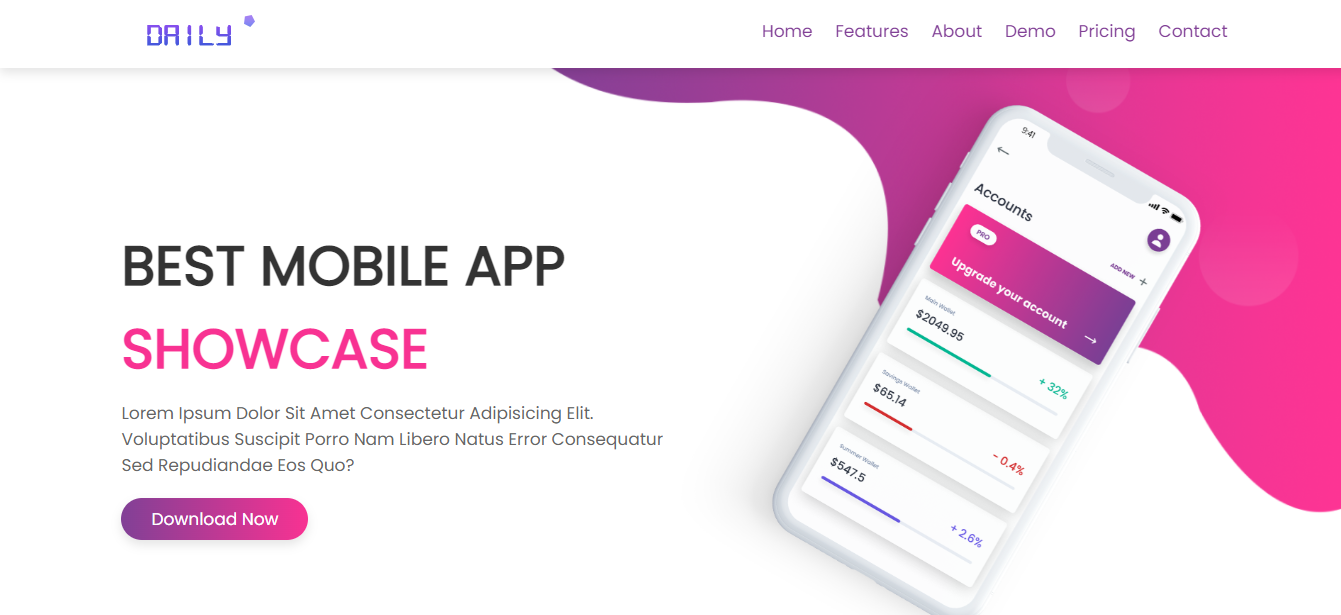 DAILY
Home Features About Demo Pricing Contact
BEST MOBILE APP
SHOWCASE
Lorem Ipsum Dolor Sit Amet Consectetur Adipisicing Elit.
Voluptatibus Suscipit Porro Nam Libero Natus Error Consequatur
Sed Repudiandae Eos Quo?
Download Now
9:41
Accounts
ADD NEW +
PRO
Upgrade your account
Main Wallet
$2049.95
+ 32%
Savings Wallet
$65.14
- 0.4%
Summer Wallet
$547.5
+ 2.6%